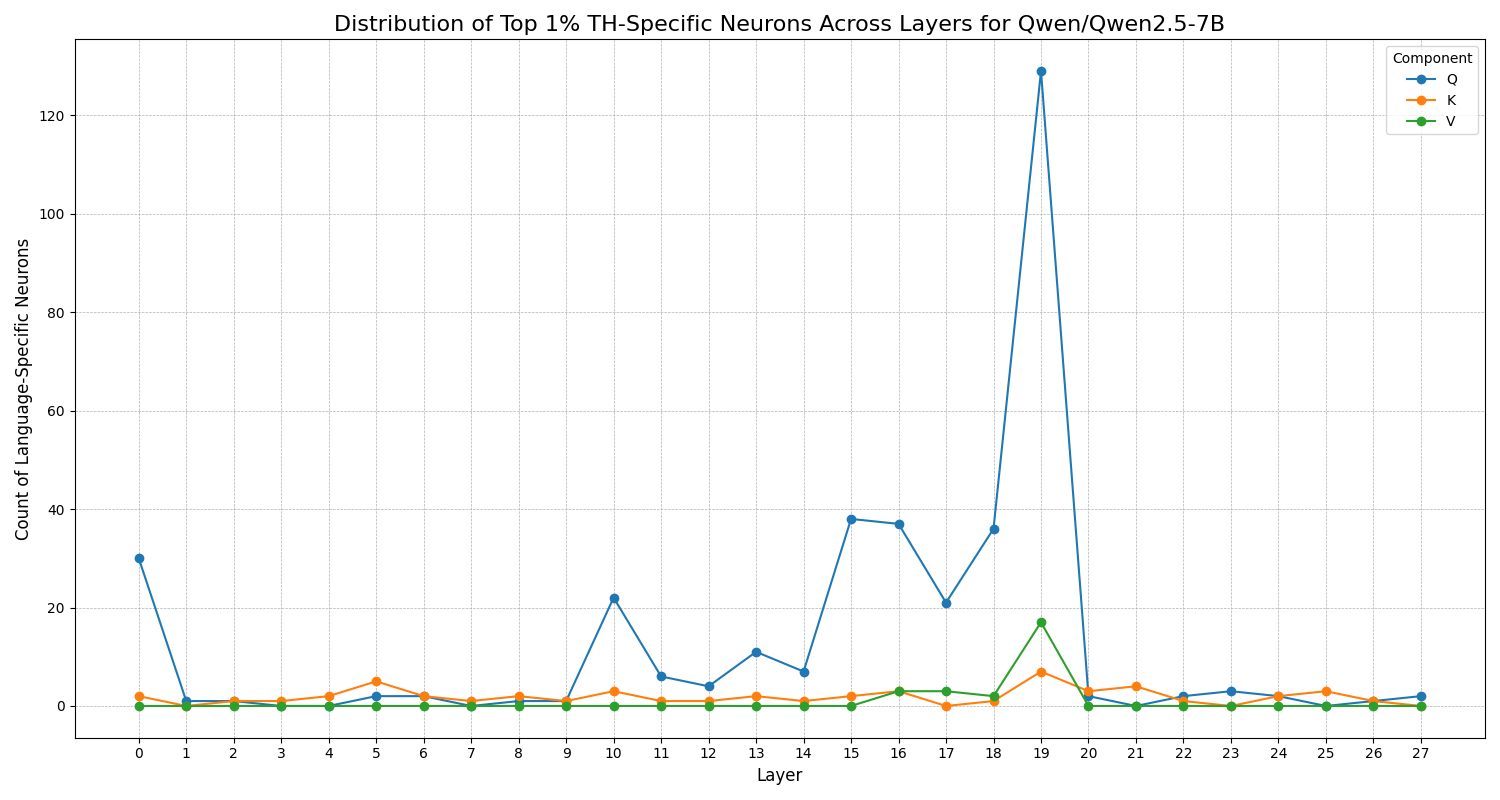 Distribution of Top 1% TH-Specific Neurons Across Layers for Qwen/Qwen2.5-7B
Component
Q
K
V
Count of Language-Specific Neurons
120
100
80
60
40
20
0
0 1 2 3 4 5 6 7 8 9 10 11 12 13 14 15 16 17 18 19 20 21 22 23 24 25 26 27
Layer